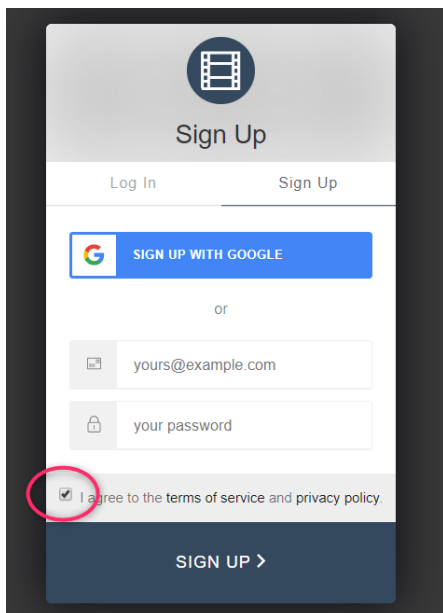 Sign Up
Log In Sign Up
SIGN UP WITH GOOGLE
or
yours@example.com
your password
I agree to the terms of service and privacy policy.
SIGN UP >